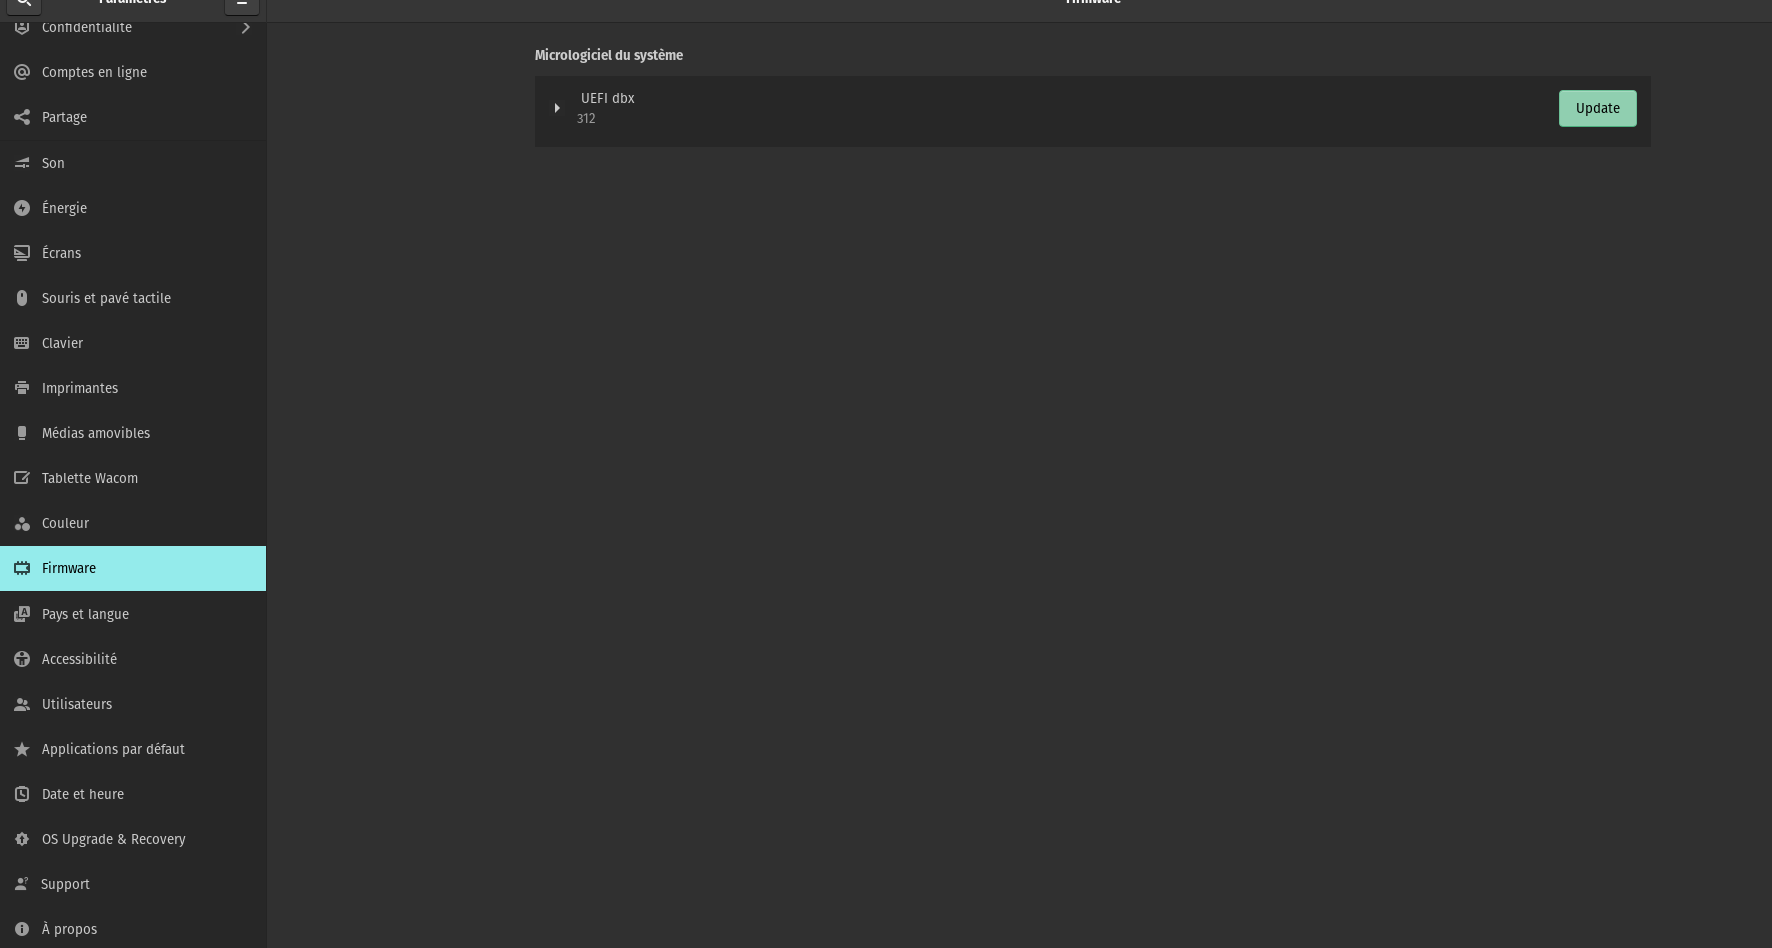 Paramètres
Firmware
Confidentialité
Comptes en ligne
Partage
Son
Énergie
Écrans
Souris et pavé tactile
Clavier
Imprimantes
Médias amovibles
Tablette Wacom
Couleur
Firmware
Pays et langue
Accessibilité
Utilisateurs
Applications par défaut
Date et heure
OS Upgrade & Recovery
Support
À propos
Micrologiciel du système
UEFI dbx
312
Update